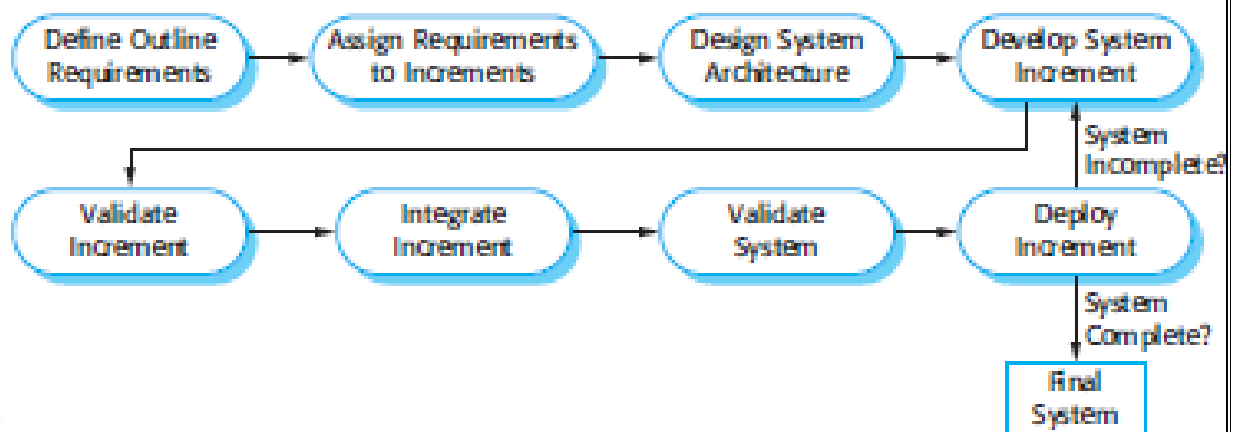 Define Outline
Requirements
Assign Requirements
to Increments
Design System
Architecture
Develop System
Increment
System
Incomplete?
Validate
Increment
Integrate
Increment
Validate
System
Deploy
Increment
System
Complete?
Final
System